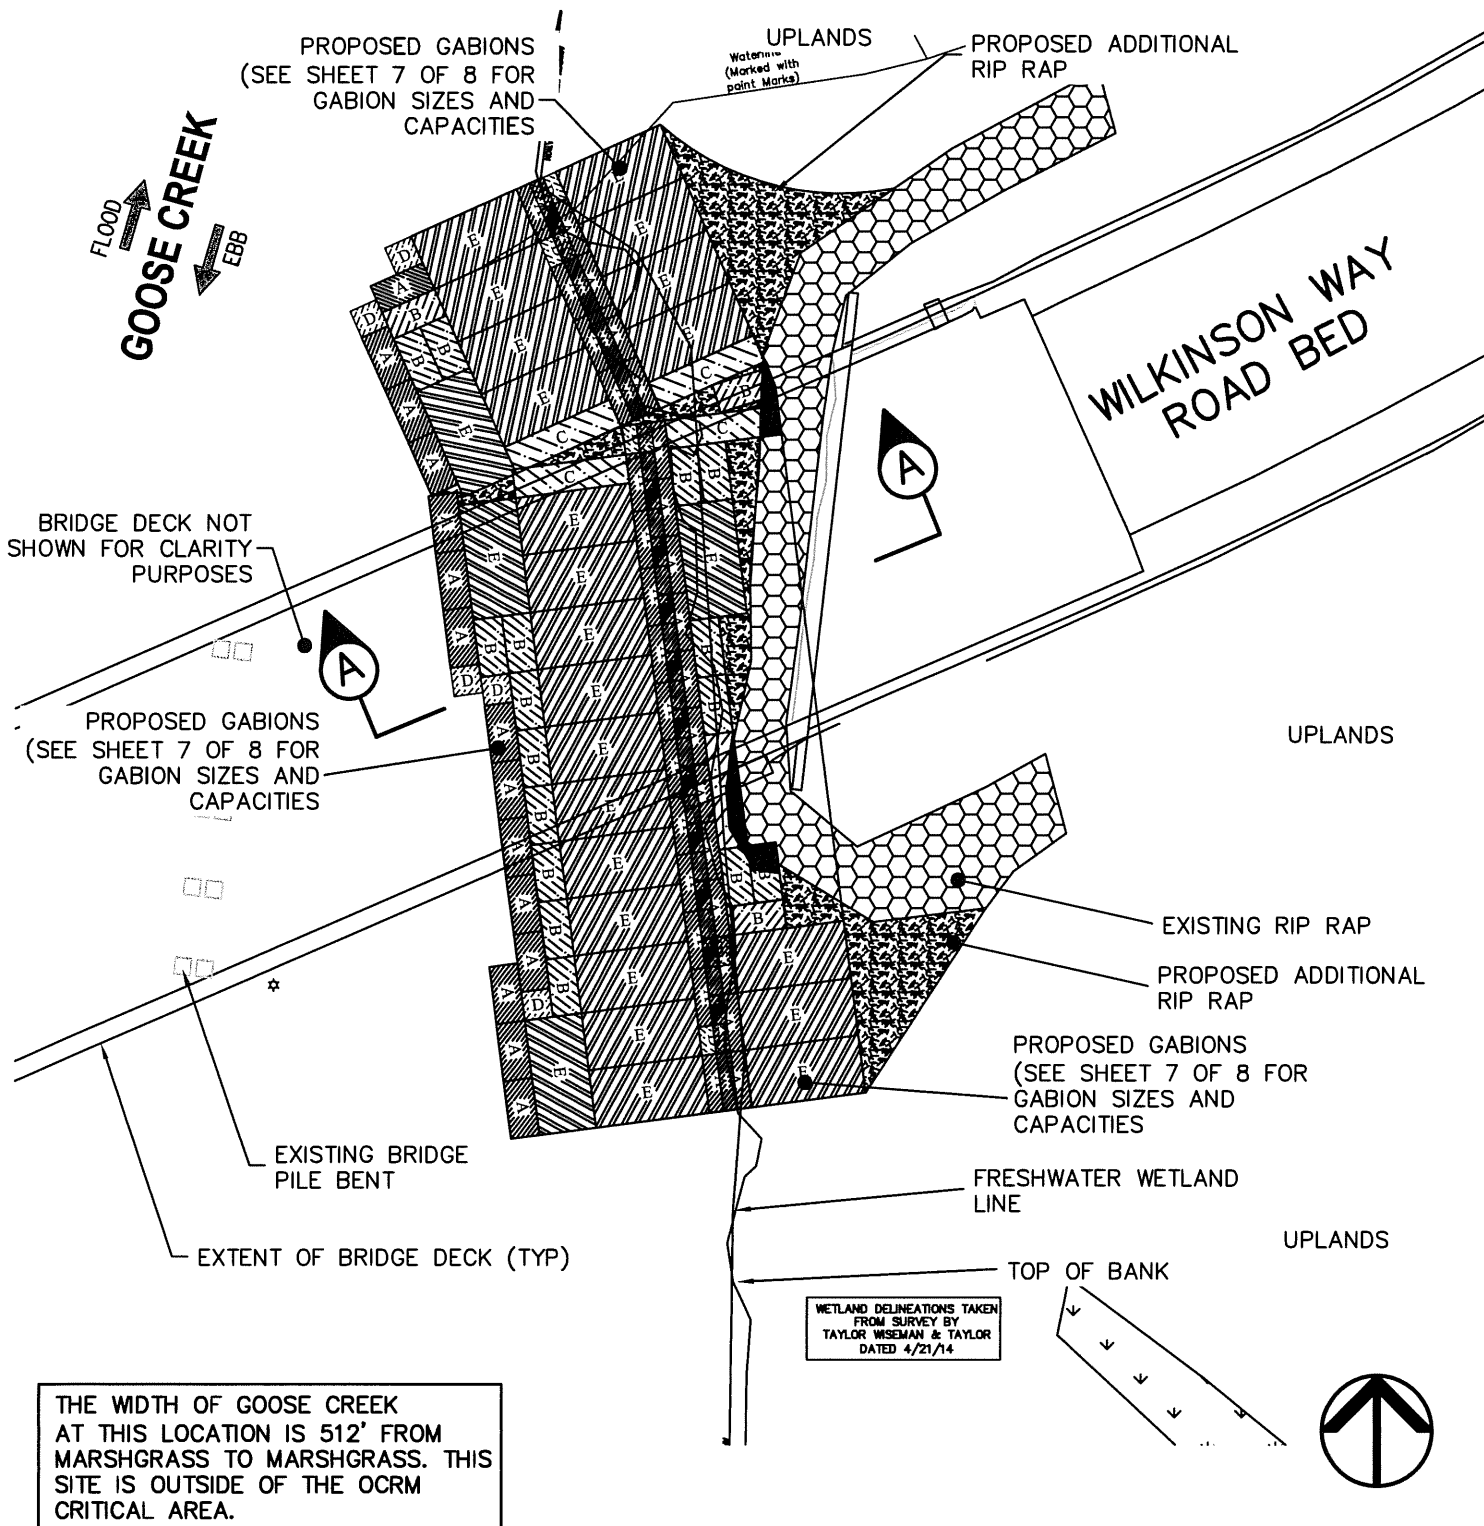 PROPOSED GABIONS
(SEE SHEET 7 OF 8 FOR
GABION SIZES AND
CAPACITIES
UPLANDS
(Marked with
paint Marks)
PROPOSED ADDITIONAL
RIP RAP
FLOOD
GOOSE CREEK
EBB
WILKINSON WAY
ROAD BED
A
A
BRIDGE DECK NOT
SHOWN FOR CLARITY
PURPOSES
PROPOSED GABIONS
(SEE SHEET 7 OF 8 FOR
GABION SIZES AND
CAPACITIES
UPLANDS
EXISTING RIP RAP
PROPOSED ADDITIONAL
RIP RAP
PROPOSED GABIONS
(SEE SHEET 7 OF 8 FOR
GABION SIZES AND
CAPACITIES
EXISTING BRIDGE
PILE BENT
FRESHWATER WETLAND
LINE
EXTENT OF BRIDGE DECK (TYP)
UPLANDS
TOP OF BANK
WETLAND DELINEATIONS TAKEN
FROM SURVEY BY
TAYLOR WISEMAN & TAYLOR
DATED 4/21/14
THE WIDTH OF GOOSE CREEK
AT THIS LOCATION IS 512' FROM
MARSHGRASS TO MARSHGRASS. THIS
SITE IS OUTSIDE OF THE OCRM
CRITICAL AREA.